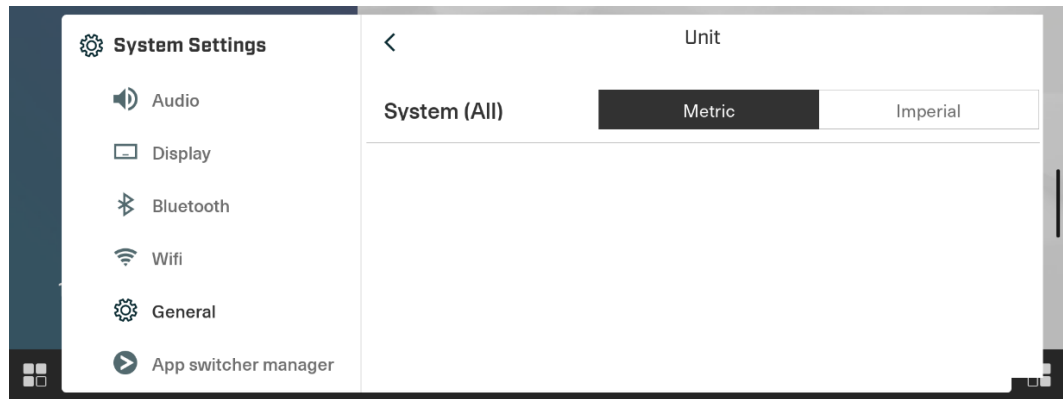 System Settings
Audio
Display
Bluetooth
Wifi
General
App switcher manager
Unit
System (All)
Metric
Imperial